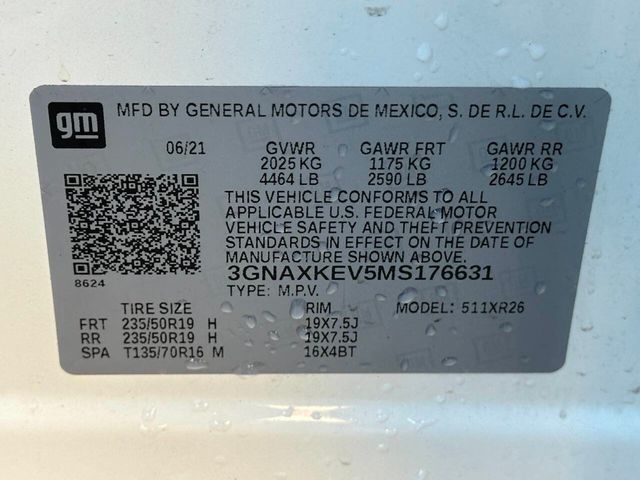 gm
MFD BY GENERAL MOTORS DE MEXICO, S. DE R.L. DE C.V.
06/21 GVWR GAWR FRT GAWR RR
2025 KG 1175 KG 1200 KG
4464 LB 2590 LB 2645 LB
THIS VEHICLE CONFORMS TO ALL
APPLICABLE U.S. FEDERAL MOTOR
VEHICLE SAFETY AND THEFT PREVENTION
STANDARDS IN EFFECT ON THE DATE OF
MANUFACTURE SHOWN ABOVE.
8624
3GNAXKEV5MS176631
TYPE: M.P.V. MODEL: 511XR26
TIRE SIZE RIM
FRT 235/50R19 H 19X7.5J
RR 235/50R19 H 19X7.5J
SPA T135/70R16 M 16X4BT